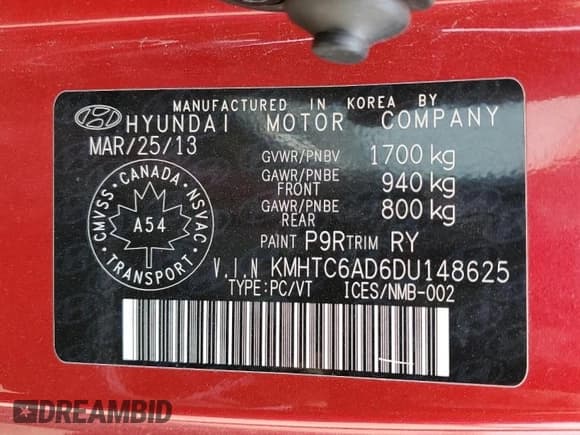 MANUFACTURED IN KOREA BY
HYUNDAI MOTOR COMPANY
MAR/25/13
GVWR/PNBV 1700 kg
GAWR/PNBE FRONT 940 kg
GAWR/PNBE REAR 800 kg
CANADA
CMVSS NSVAC
A54
TRANSPORT
PAINT P9R TRIM RY
V.I.N KMHTC6AD6DU148625
TYPE:PC/VT ICES/NMB-002
DREAMBID